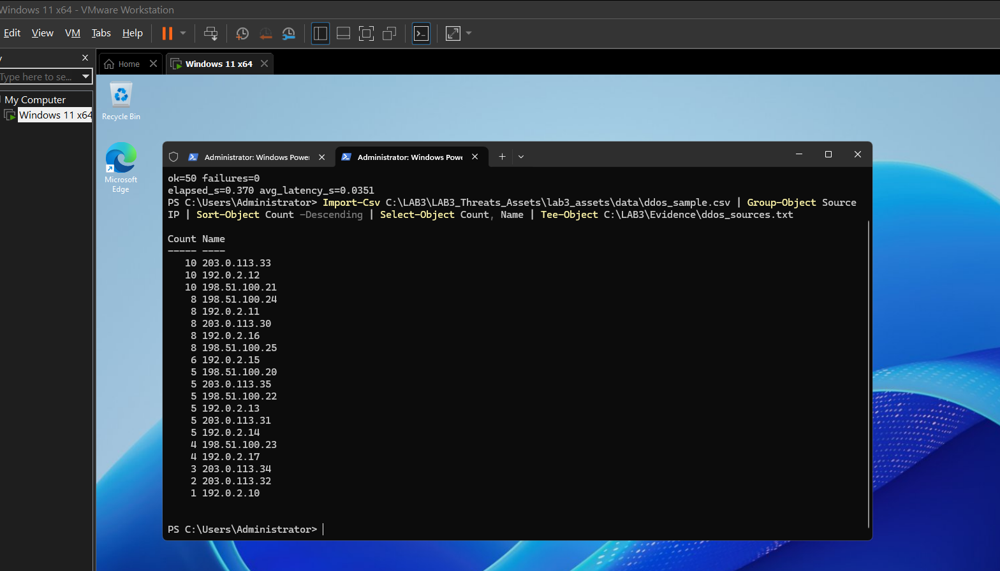 Windows 11 x64 - VMware Workstation
Edit View VM Tabs Help
y
Type here to se...
Home Windows 11 x64
My Computer
Windows 11 x64
Recycle Bin
Microsoft
Edge
Administrator: Windows Power Administrator: Windows Powe
ok=50 failures=0
elapsed_s=0.370 avg_latency_s=0.0351
PS C:\Users\Administrator> Import-Csv C:\LAB3\LAB3_Threats_Assets\lab3_assets\data\ddos_sample.csv | Group-Object Source
IP | Sort-Object Count -Descending | Select-Object Count, Name | Tee-Object C:\LAB3\Evidence\ddos_sources.txt
Count Name
----- ----
10 203.0.113.33
10 192.0.2.12
10 198.51.100.21
8 198.51.100.24
8 192.0.2.11
8 203.0.113.30
8 192.0.2.16
8 198.51.100.25
6 192.0.2.15
5 198.51.100.20
5 203.0.113.35
5 198.51.100.22
5 192.0.2.13
5 203.0.113.31
5 192.0.2.14
4 198.51.100.23
4 192.0.2.17
3 203.0.113.34
2 203.0.113.32
1 192.0.2.10
PS C:\Users\Administrator>